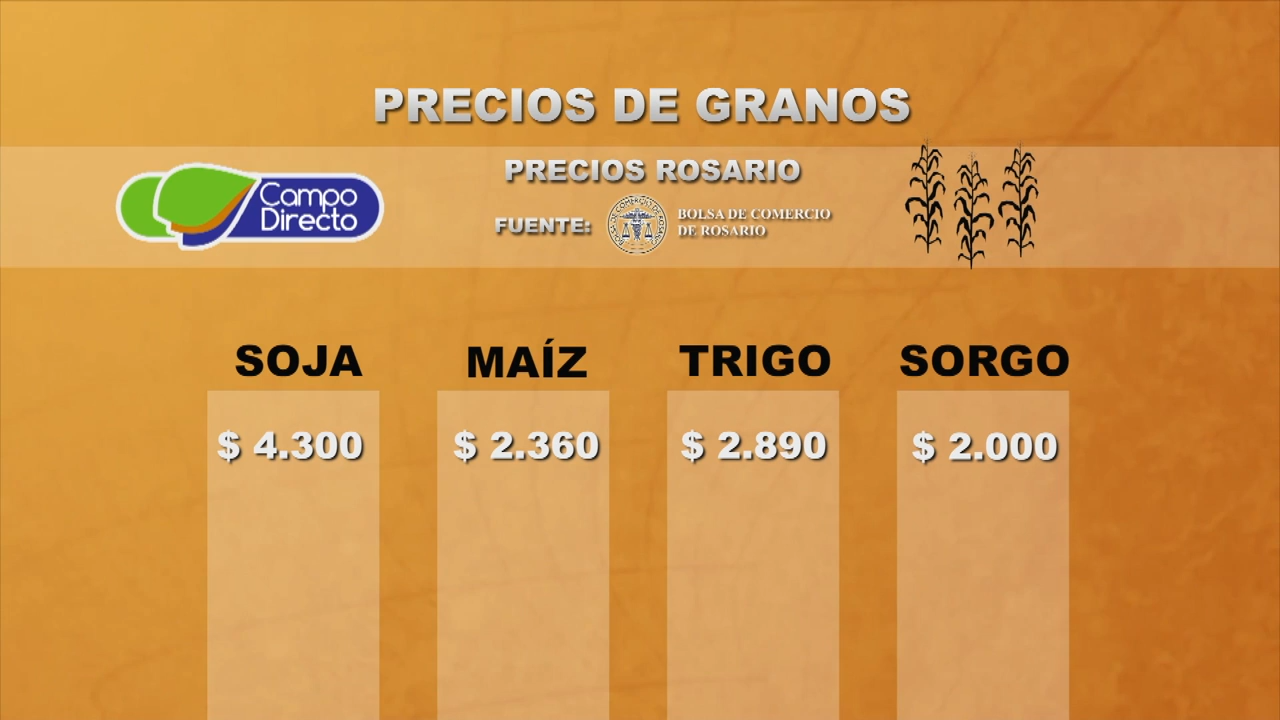 PRECIOS DE GRANOS
PRECIOS ROSARIO
Campo
Directo
FUENTE:
BOLSA DE COMERCIO
DE ROSARIO
SOJA
MAÍZ
TRIGO
SORGO
$ 4.300
$ 2.360
$ 2.890
$ 2.000